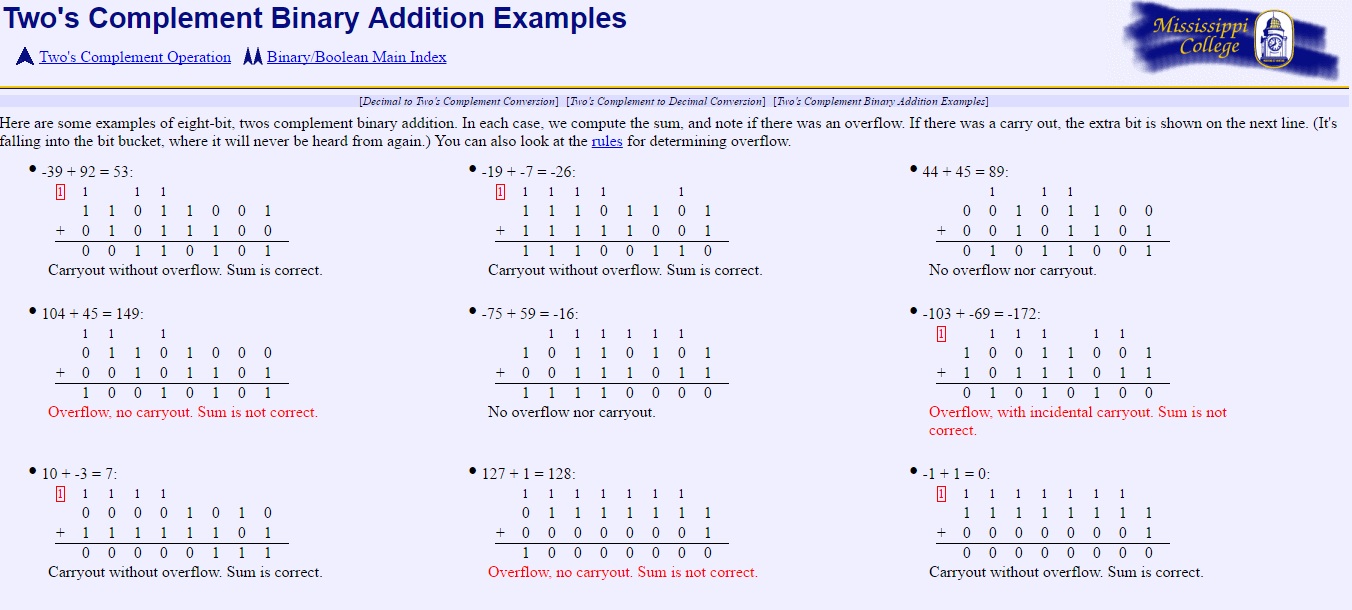 Two's Complement Binary Addition Examples
Mississippi
College
Two's Complement Operation Binary/Boolean Main Index
[Decimal to Two's Complement Conversion] [Two's Complement to Decimal Conversion] [Two's Complement Binary Addition Examples]
Here are some examples of eight-bit, twos complement binary addition. In each case, we compute the sum, and note if there was an overflow. If there was a carry out, the extra bit is shown on the next line. (It's
falling into the bit bucket, where it will never be heard from again.) You can also look at the rules for determining overflow.
• -39 + 92 = 53:
1 1 1 1
1 1 0 1 1 0 0 1
+ 0 1 0 1 1 1 0 0
0 0 1 1 0 1 0 1
Carryout without overflow. Sum is correct.
• -19 + -7 = -26:
1 1 1 1 1 1
1 1 1 0 1 1 0 1
+ 1 1 1 1 1 0 0 1
1 1 1 0 0 1 1 0
Carryout without overflow. Sum is correct.
• 44 + 45 = 89:
1 1 1
0 0 1 0 1 1 0 0
+ 0 0 1 0 1 1 0 1
0 1 0 1 1 0 0 1
No overflow nor carryout.
• 104 + 45 = 149:
1 1 1
0 1 1 0 1 0 0 0
+ 0 0 1 0 1 1 0 1
1 0 0 1 0 1 0 1
Overflow, no carryout. Sum is not correct.
• -75 + 59 = -16:
1 1 1 1 1 1
1 0 1 1 0 1 0 1
+ 0 0 1 1 1 0 1 1
1 1 1 1 0 0 0 0
No overflow nor carryout.
• -103 + -69 = -172:
1 1 1 1 1 1
1 0 0 1 1 0 0 1
+ 1 0 1 1 1 0 1 1
0 1 0 1 0 1 0 0
Overflow, with incidental carryout. Sum is not
correct.
• 10 + -3 = 7:
1 1 1 1 1
0 0 0 0 1 0 1 0
+ 1 1 1 1 1 1 0 1
0 0 0 0 0 1 1 1
Carryout without overflow. Sum is correct.
• 127 + 1 = 128:
1 1 1 1 1 1 1
0 1 1 1 1 1 1 1
+ 0 0 0 0 0 0 0 1
1 0 0 0 0 0 0 0
Overflow, no carryout. Sum is not correct.
• -1 + 1 = 0:
1 1 1 1 1 1 1 1
1 1 1 1 1 1 1 1
+ 0 0 0 0 0 0 0 1
0 0 0 0 0 0 0 0
Carryout without overflow. Sum is correct.